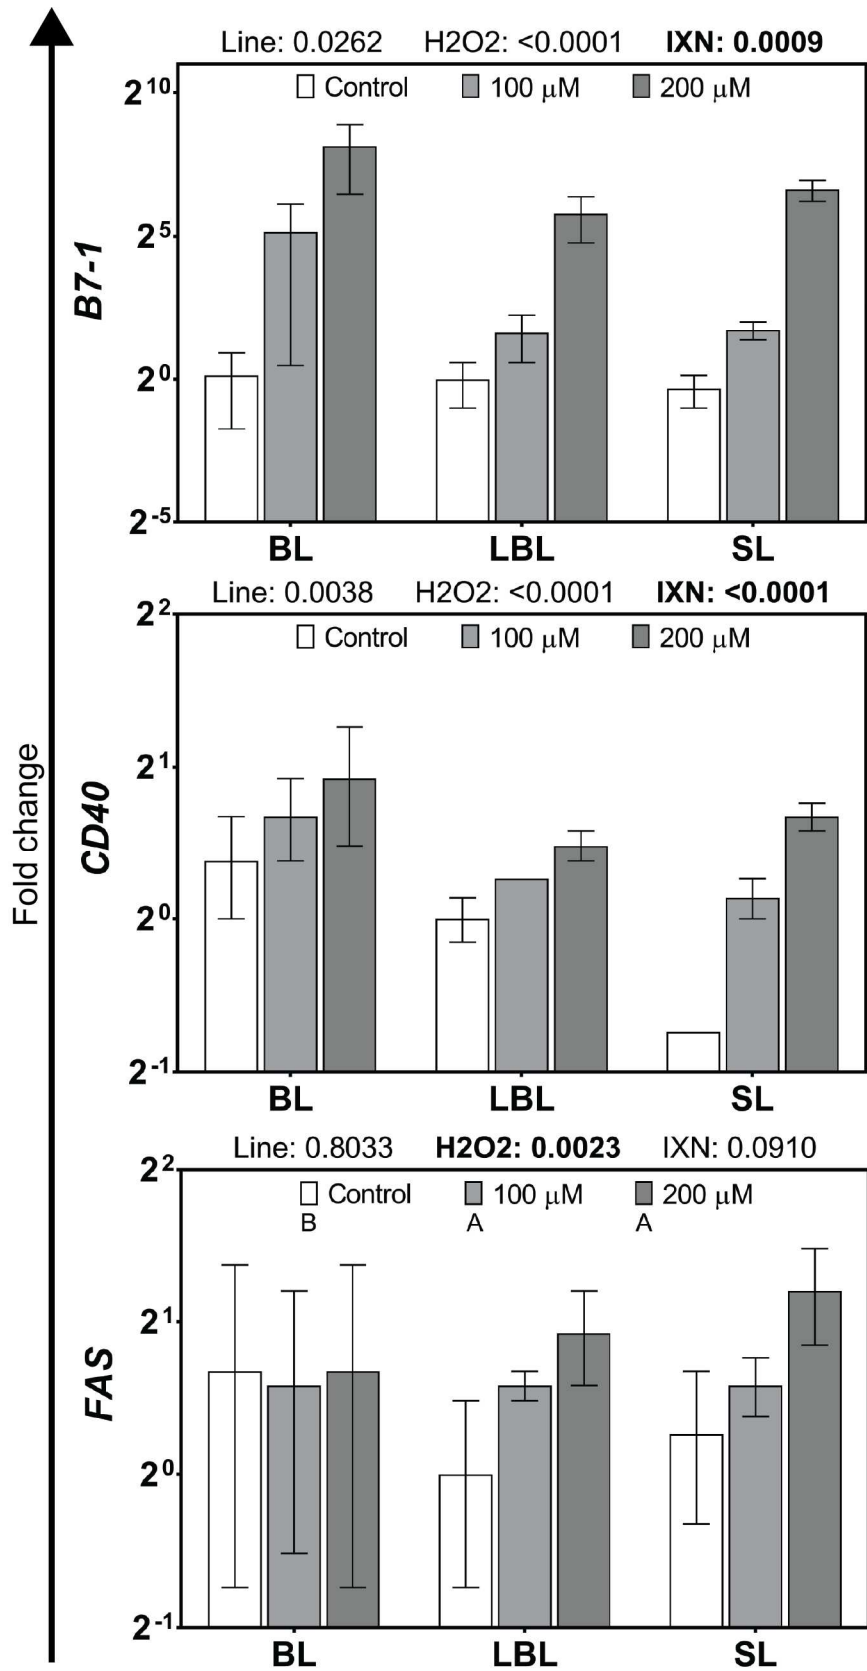 Fold change
Line: 0.0262 H2O2: <0.0001 IXN: 0.0009
Control 100 μM 200 μM
B7-1
2^10
2^5
2^0
2^-5
BL LBL SL
Line: 0.0038 H2O2: <0.0001 IXN: <0.0001
Control 100 μM 200 μM
CD40
2^2
2^1
2^0
2^-1
BL LBL SL
Line: 0.8033 H2O2: 0.0023 IXN: 0.0910
Control 100 μM 200 μM
B A A
FAS
2^2
2^1
2^0
2^-1
BL LBL SL